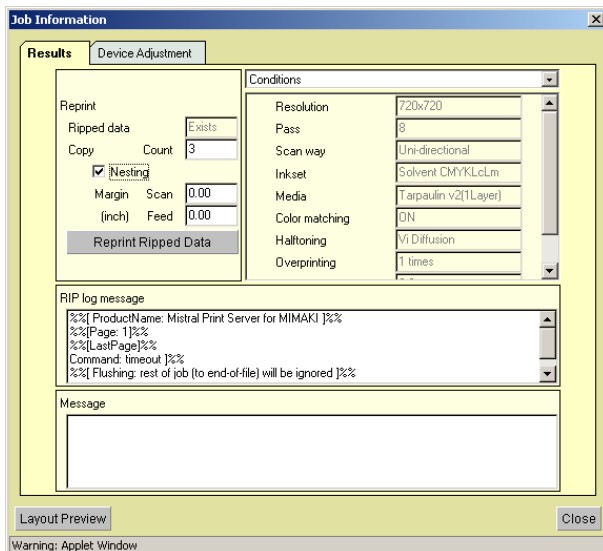 Job Information
Results Device Adjustment
Conditions
Reprint
Ripped data Exists
Copy Count 3
Nesting
Margin Scan 0.00
(inch) Feed 0.00
Reprint Ripped Data
Resolution 720x720
Pass 8
Scan way Uni-directional
Inkset Solvent CMYKLcLm
Media Tarpaulin v2(1Layer)
Color matching ON
Halftoning Vi Diffusion
Overprinting 1 times
RIP log message
%%[ ProductName: Mistral Print Server for MIMAKI ]%%
%%[Page: 1]%%
%%[LastPage]%%
Command: timeout ]%%
%%[ Flushing: rest of job (to end-of-file) will be ignored ]%%
Message
Layout Preview Close
Warning: Applet Window